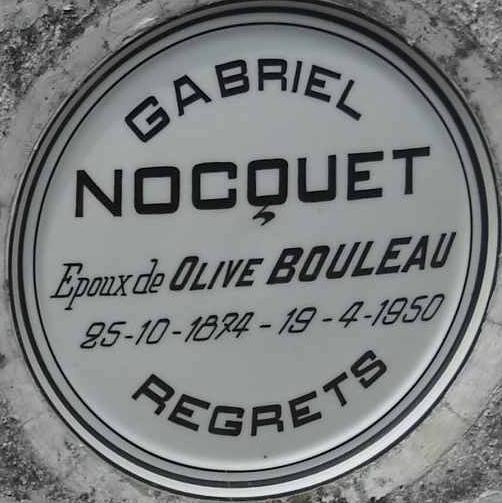 GABRIEL
NOCQUET
Epoux de OLIVE BOULEAU
25-10-1874 - 19-4-1950
REGRETS